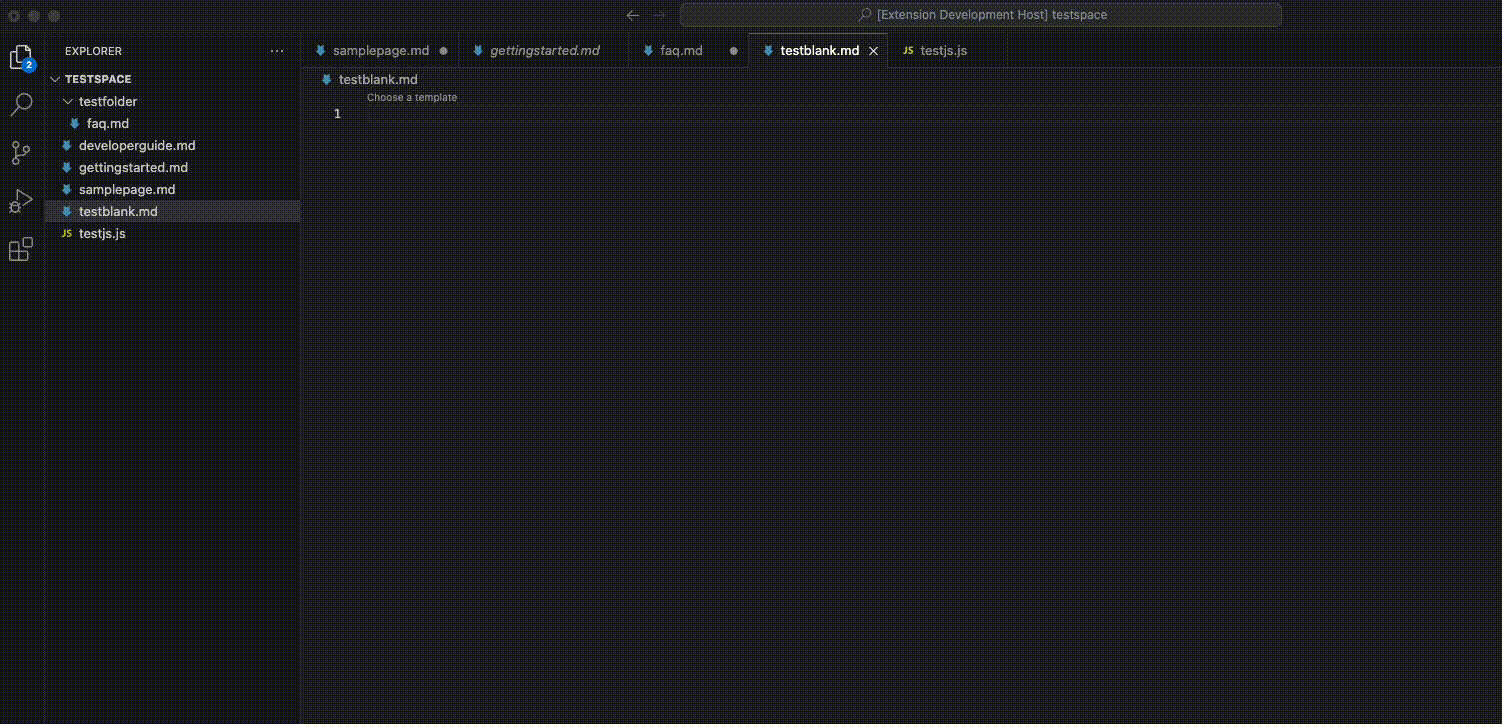 [Extension Development Host] testspace
2
EXPLORER
TESTSPACE
testfolder
faq.md
developerguide.md
gettingstarted.md
samplepage.md
testblank.md
JS testjs.js
samplepage.md gettingstarted.md faq.md testblank.md JS testjs.js
testblank.md
Choose a template
1